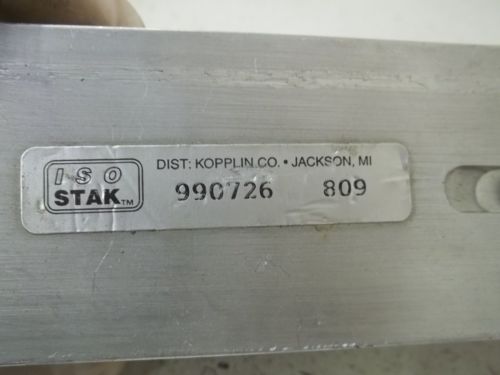 ISO
STAK™
DIST: KOPPLIN CO. • JACKSON, MI
990726 809